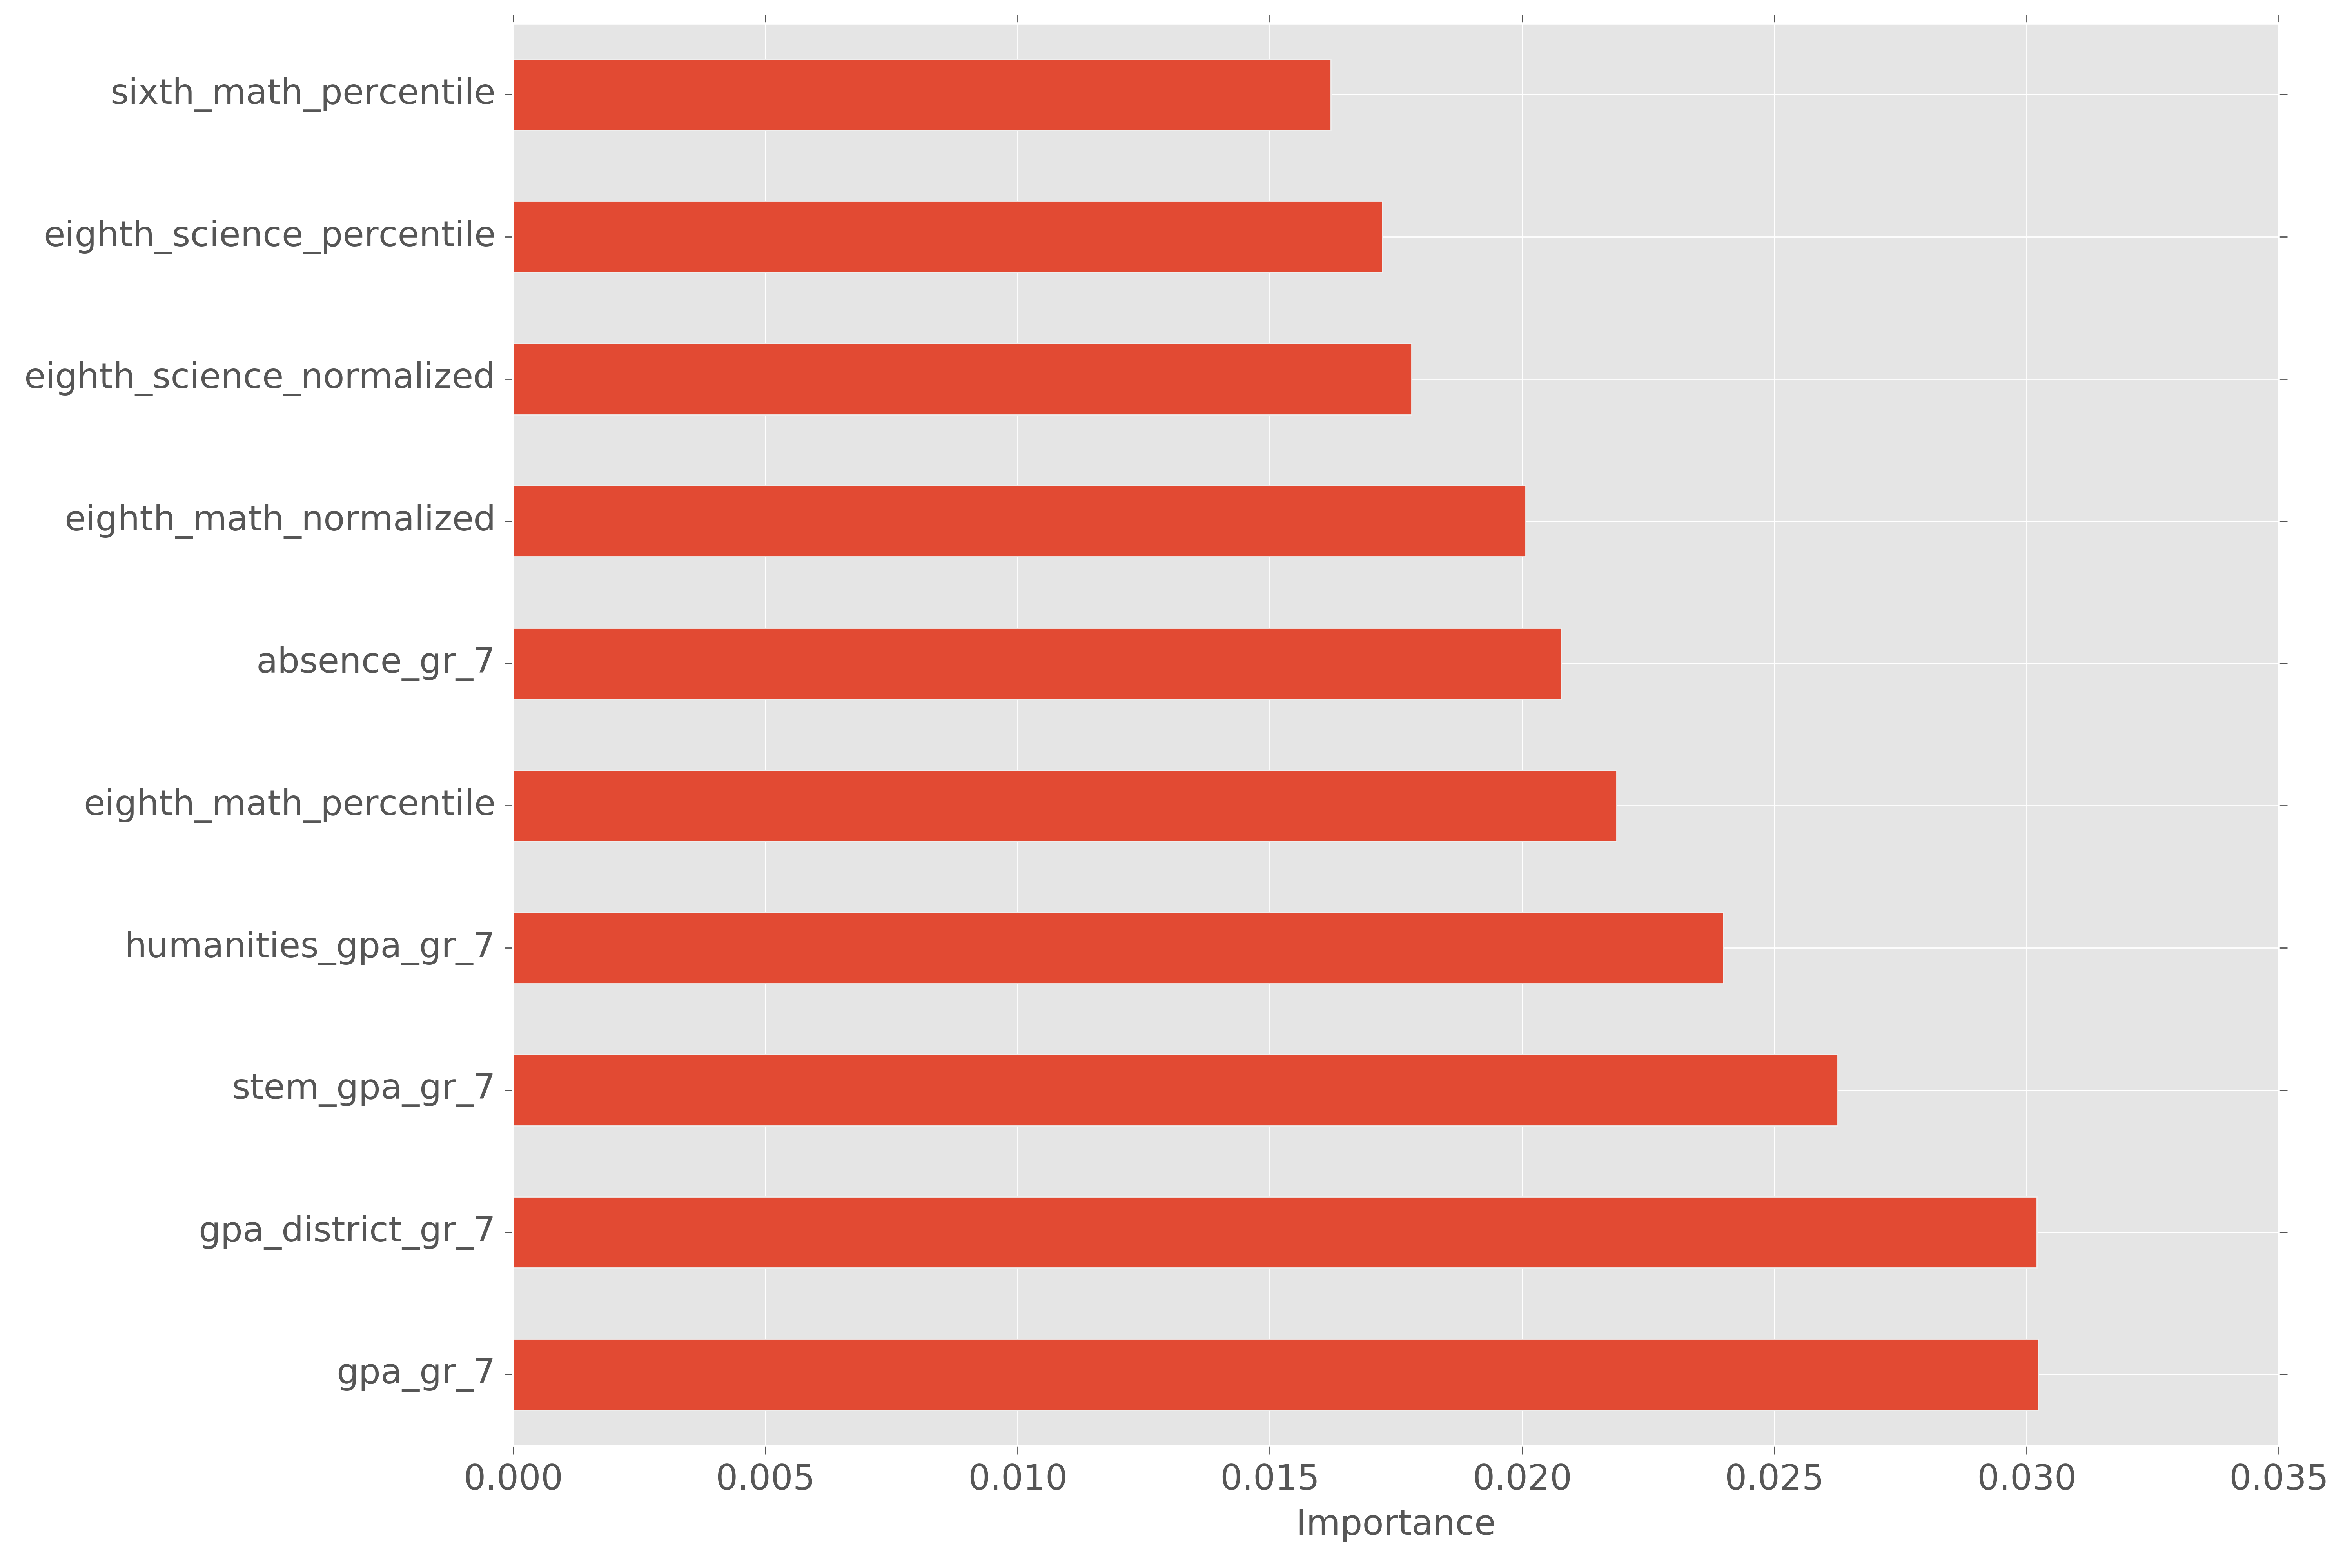 sixth_math_percentile
eighth_science_percentile
eighth_science_normalized
eighth_math_normalized
absence_gr_7
eighth_math_percentile
humanities_gpa_gr_7
stem_gpa_gr_7
gpa_district_gr_7
gpa_gr_7
0.000 0.005 0.010 0.015 0.020 0.025 0.030 0.035
Importance